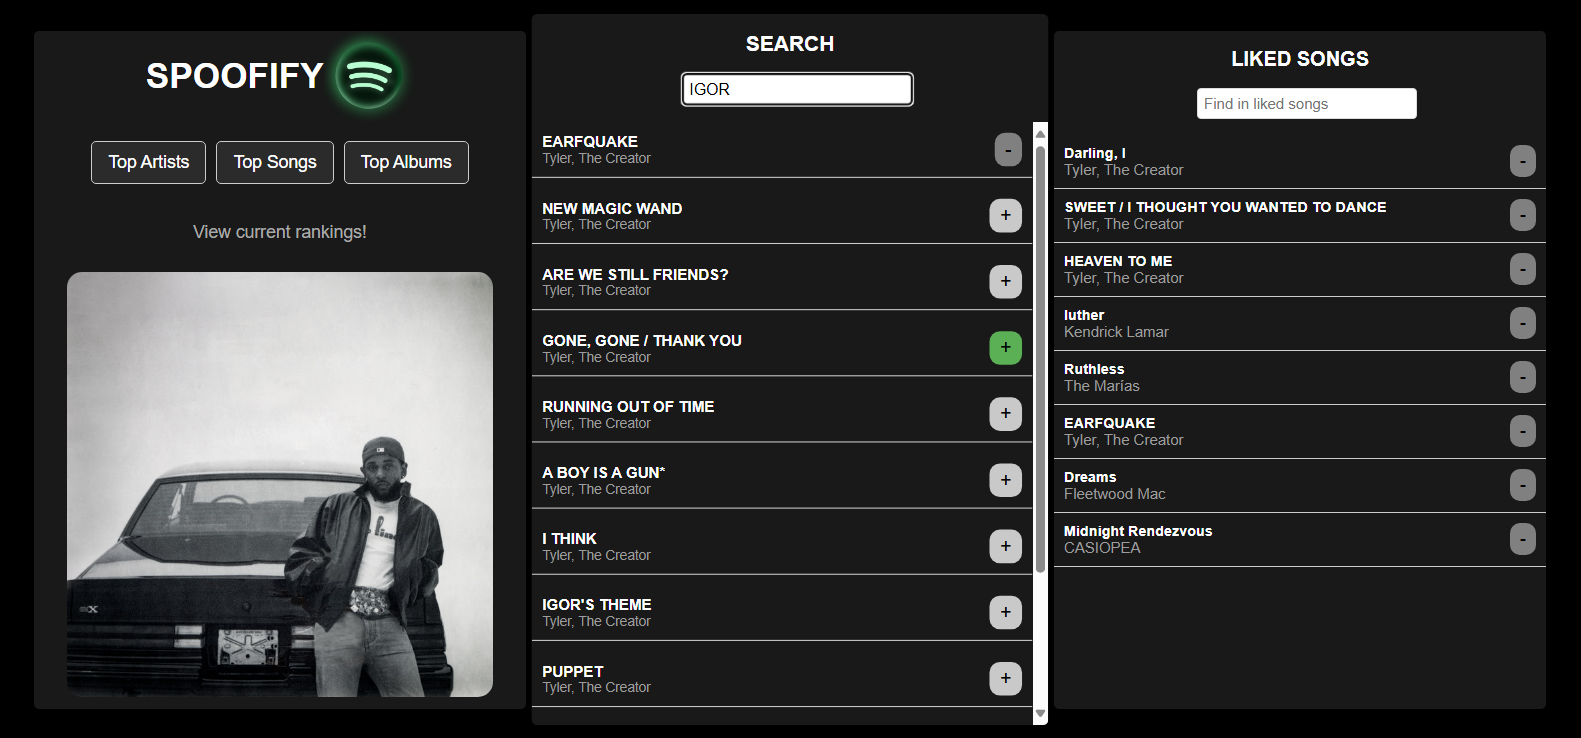 SPOOFIFY
Top Artists
Top Songs
Top Albums
View current rankings!
SEARCH
IGOR
EARFQUAKE
Tyler, The Creator
-
NEW MAGIC WAND
Tyler, The Creator
+
ARE WE STILL FRIENDS?
Tyler, The Creator
+
GONE, GONE / THANK YOU
Tyler, The Creator
+
RUNNING OUT OF TIME
Tyler, The Creator
+
A BOY IS A GUN*
Tyler, The Creator
+
I THINK
Tyler, The Creator
+
IGOR'S THEME
Tyler, The Creator
+
PUPPET
Tyler, The Creator
+
LIKED SONGS
Find in liked songs
Darling, I
Tyler, The Creator
-
SWEET / I THOUGHT YOU WANTED TO DANCE
Tyler, The Creator
-
HEAVEN TO ME
Tyler, The Creator
-
luther
Kendrick Lamar
-
Ruthless
The Marías
-
EARFQUAKE
Tyler, The Creator
-
Dreams
Fleetwood Mac
-
Midnight Rendezvous
CASIOPEA
-